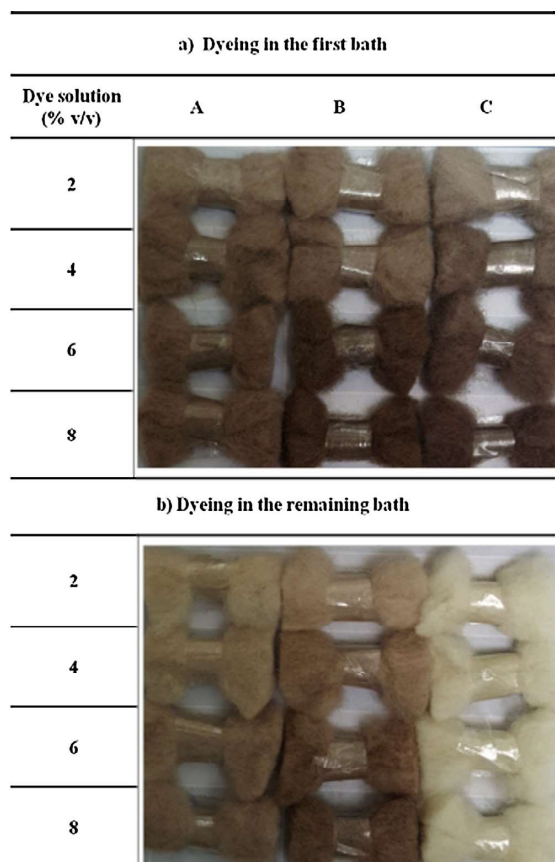 a) Dyeing in the first bath
Dye solution
(% v/v)
A
B
C
2
4
6
8
b) Dyeing in the remaining bath
2
4
6
8